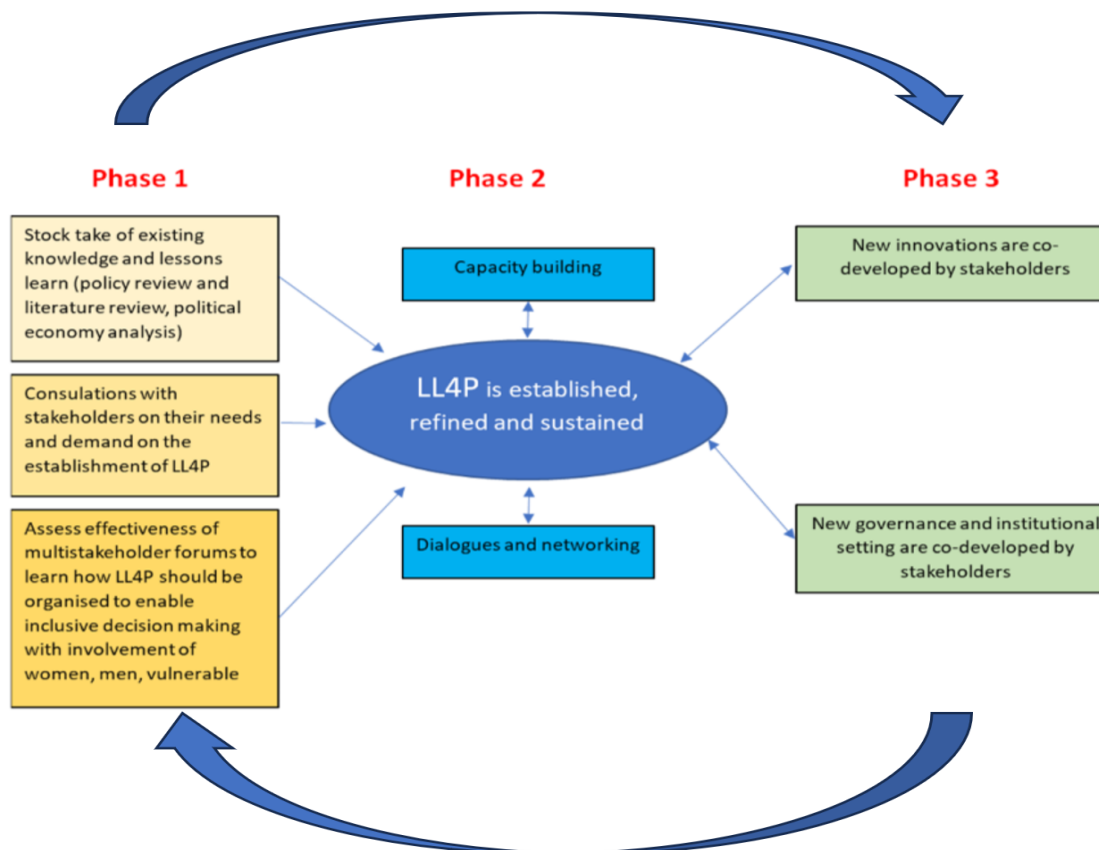 Phase 1
Stock take of existing
knowledge and lessons
learn (policy review and
literature review, political
economy analysis)
Consulations with
stakeholders on their needs
and demand on the
establishment of LL4P
Assess effectiveness of
multistakeholder forums to
learn how LL4P should be
organised to enable
inclusive decision making
with involvement of
women, men, vulnerable
Phase 2
Capacity building
LL4P is established,
refined and sustained
Dialogues and networking
Phase 3
New innovations are co-
developed by stakeholders
New governance and institutional
setting are co-developed by
stakeholders